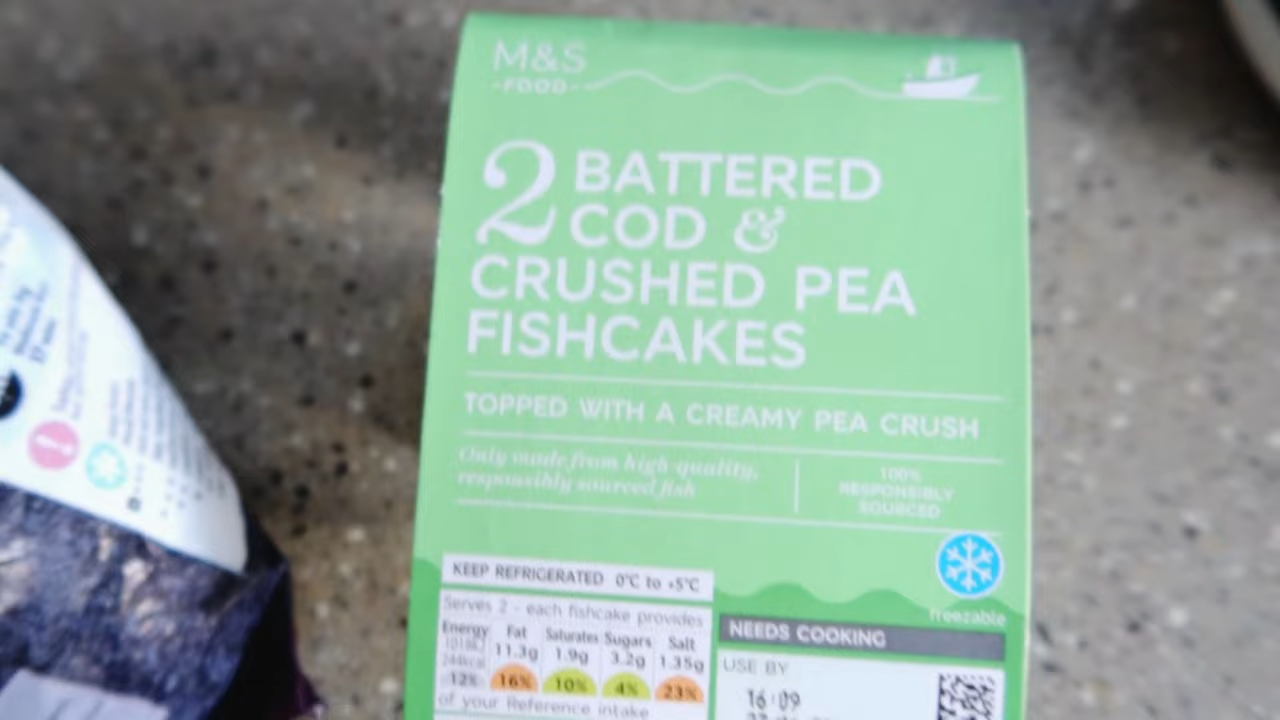 M&S
-FOOD-
2 BATTERED
COD &
CRUSHED PEA
FISHCAKES
TOPPED WITH A CREAMY PEA CRUSH
Only made from high quality,
responsibly sourced fish
100%
RESPONSIBLY
SOURCED
freezable
KEEP REFRIGERATED 0°C to +5°C
Serves 2 - each fishcake provides
Energy Fat Saturates Sugars Salt
1018kJ 11.3g 1.9g 3.2g 1.35g
244kcal
12% 16% 10% 4% 23%
of your Reference intake
NEEDS COOKING
USE BY
16:09